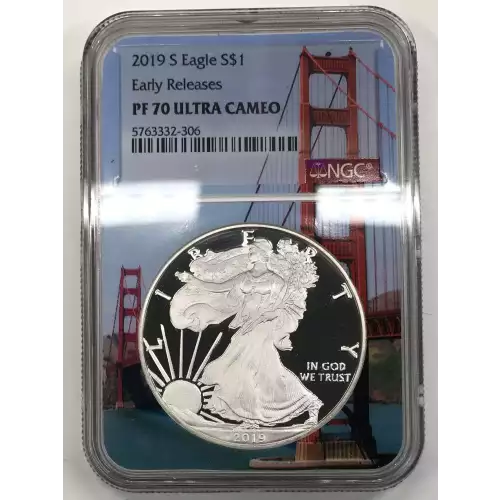 2019 S Eagle S$1
Early Releases
PF 70 ULTRA CAMEO
5763332-306
NGC®
LIBERTY
IN GOD
WE TRUST
2019